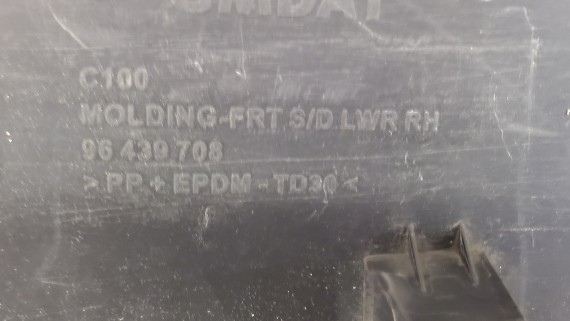 C100
MOLDING-FRT S/D LWR RH
96 439 708
>PP + EPDM - TD30<